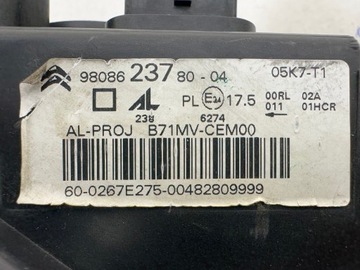 98086 237 80-04 05K7-T1
AL PL E24 17.5 00RL 02A
238 6274 011 01HCR
AL-PROJ B71MV-CEM00
60-0267E275-00482809999